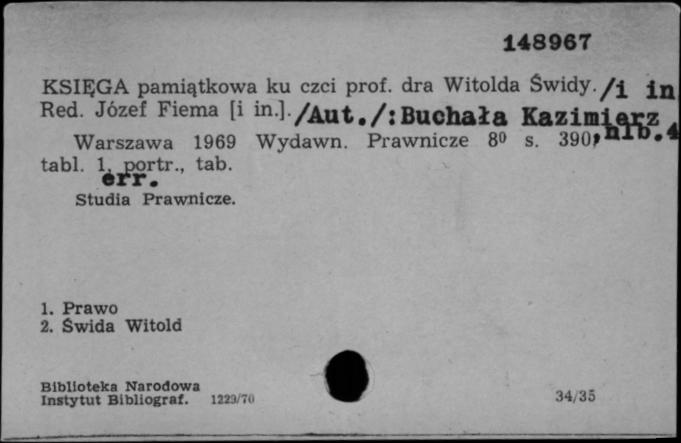 148967
KSIĘGA pamiątkowa ku czci prof. dra Witolda Świdy. /i in
Red. Józef Fiema [i in.]. /Aut./:Buchała Kazimierz
Warszawa 1969 Wydawn. Prawnicze 8⁰ s. 390, nlb.4
tabl. 1, portr., tab.
err.
Studia Prawnicze.
1. Prawo
2. Świda Witold
Biblioteka Narodowa
Instytut Bibliograf. 1229/70
34/35